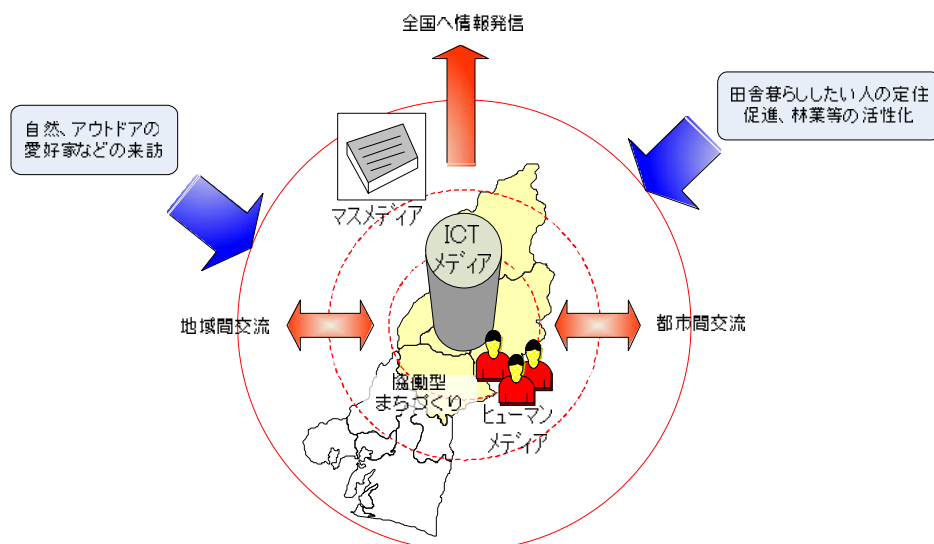 全国へ情報発信
田舎暮らししたい人の定住
促進、林業等の活性化
自然、アウトドアの
愛好家などの来訪
マスメディア
ICT
メディア
地域間交流
都市間交流
協働型
まちづくり
ヒューマン
メディア